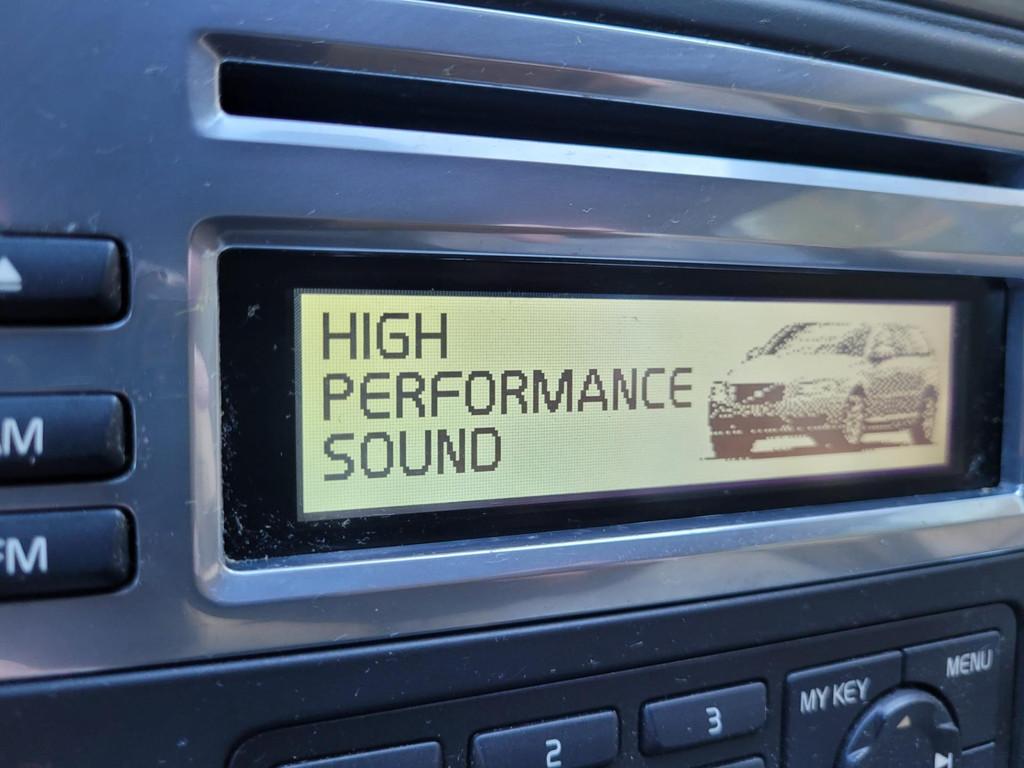 HIGH
PERFORMANCE
SOUND
AM
FM
MENU
MY KEY
3
2